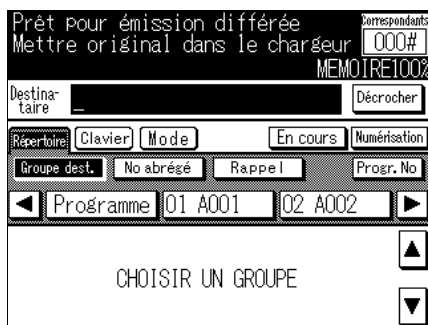 Prêt pour émission différée
Correspondants
Mettre original dans le chargeur 000#
MEMOIRE100%
Destina-
taire _ Décrocher
Répertoire Clavier Mode En cours Numérisation
Groupe dest. No abrégé Rappel Progr. No
◀ Programme 01 A001 02 A002 ▶
▲
CHOISIR UN GROUPE
▼